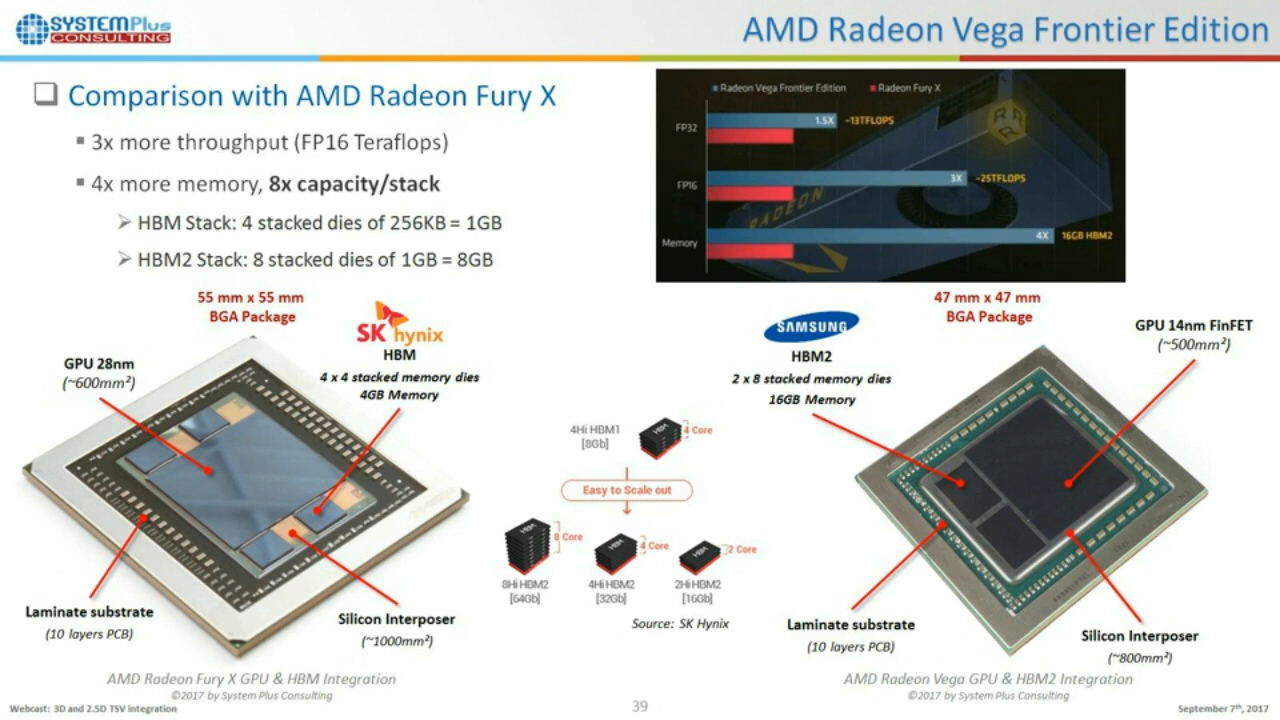 SYSTEMPlus
CONSULTING
AMD Radeon Vega Frontier Edition
Comparison with AMD Radeon Fury X
3x more throughput (FP16 Teraflops)
4x more memory, 8x capacity/stack
HBM Stack: 4 stacked dies of 256KB = 1GB
HBM2 Stack: 8 stacked dies of 1GB = 8GB
Radeon Vega Frontier Edition
Radeon Fury X
FP32
1.5X
~13TFLOPS
FP16
3X
~25TFLOPS
Memory
4X
16GB HBM2
RADEON
55 mm x 55 mm
BGA Package
SK hynix
HBM
4 x 4 stacked memory dies
4GB Memory
GPU 28nm
(~600mm²)
Laminate substrate
(10 layers PCB)
Silicon Interposer
(~1000mm²)
AMD Radeon Fury X GPU & HBM Integration
©2017 by System Plus Consulting
4Hi HBM1
[8Gb]
HBM
4 Core
Easy to Scale out
HBM
8 Core
HBM
4 Core
HBM
2 Core
8Hi HBM2
[64Gb]
4Hi HBM2
[32Gb]
2Hi HBM2
[16Gb]
Source: SK Hynix
47 mm x 47 mm
BGA Package
SAMSUNG
HBM2
2 x 8 stacked memory dies
16GB Memory
GPU 14nm FinFET
(~500mm²)
Laminate substrate
(10 layers PCB)
Silicon Interposer
(~800mm²)
AMD Radeon Vega GPU & HBM2 Integration
©2017 by System Plus Consulting
Webcast: 3D and 2.5D TSV integration
39
September 7th, 2017